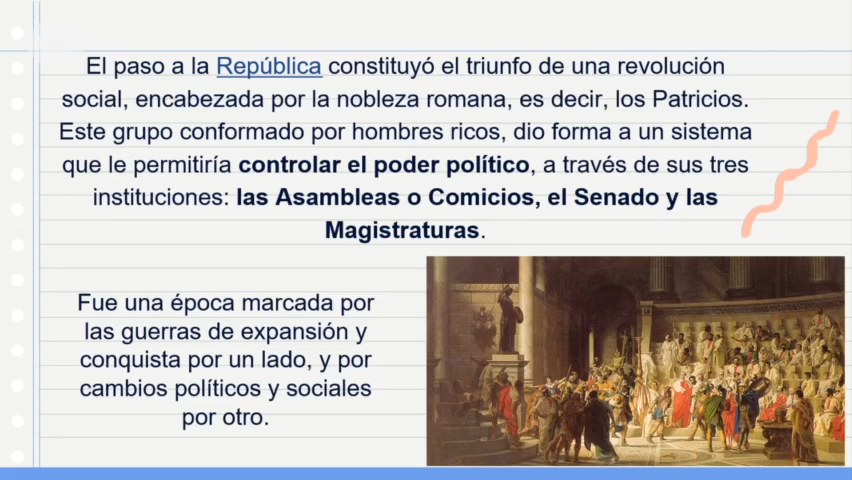 El paso a la República constituyó el triunfo de una revolución
social, encabezada por la nobleza romana, es decir, los Patricios.
Este grupo conformado por hombres ricos, dio forma a un sistema
que le permitiría controlar el poder político, a través de sus tres
instituciones: las Asambleas o Comicios, el Senado y las
Magistraturas.
Fue una época marcada por
las guerras de expansión y
conquista por un lado, y por
cambios políticos y sociales
por otro.